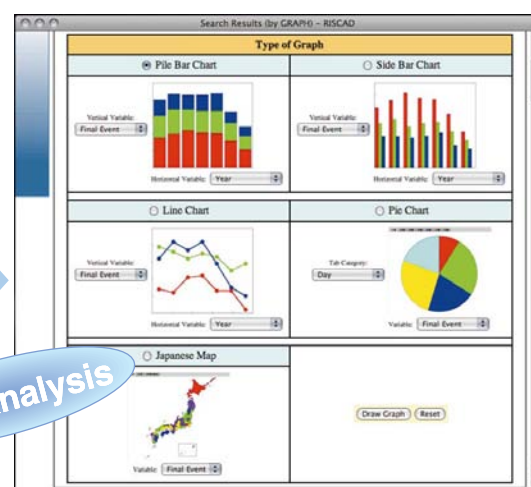 Search Results (by GRAPH) – RISCAD
Type of Graph
Pile Bar Chart
Side Bar Chart
Vertical Variable:
Final Event
Horizontal Variable: Year
Vertical Variable:
Final Event
Horizontal Variable: Year
Line Chart
Pie Chart
Vertical Variable:
Final Event
Horizontal Variable: Year
Tab Category:
Day
Variable: Final Event
Japanese Map
Variable: Final Event
Draw Graph Reset
nalysis